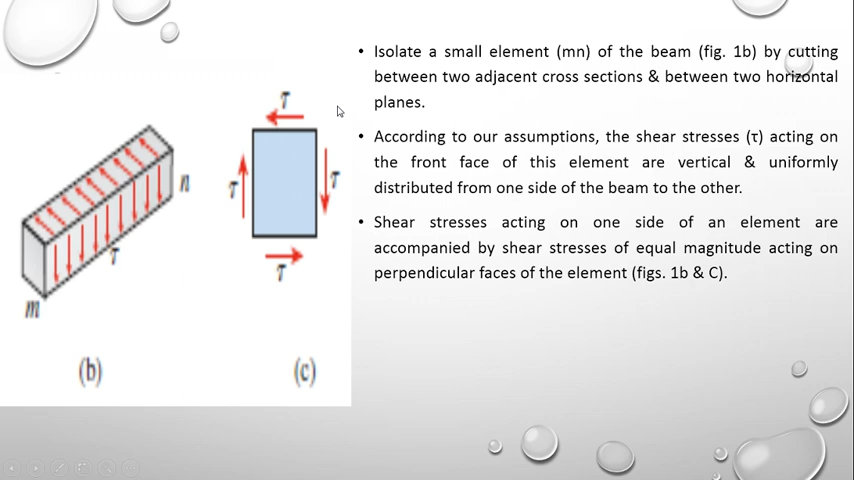 • Isolate a small element (mn) of the beam (fig. 1b) by cutting
between two adjacent cross sections & between two horizontal
planes.
• According to our assumptions, the shear stresses (τ) acting on
the front face of this element are vertical & uniformly
distributed from one side of the beam to the other.
• Shear stresses acting on one side of an element are
accompanied by shear stresses of equal magnitude acting on
perpendicular faces of the element (figs. 1b & C).
n
τ
m
(b)
τ
τ
τ
τ
(c)